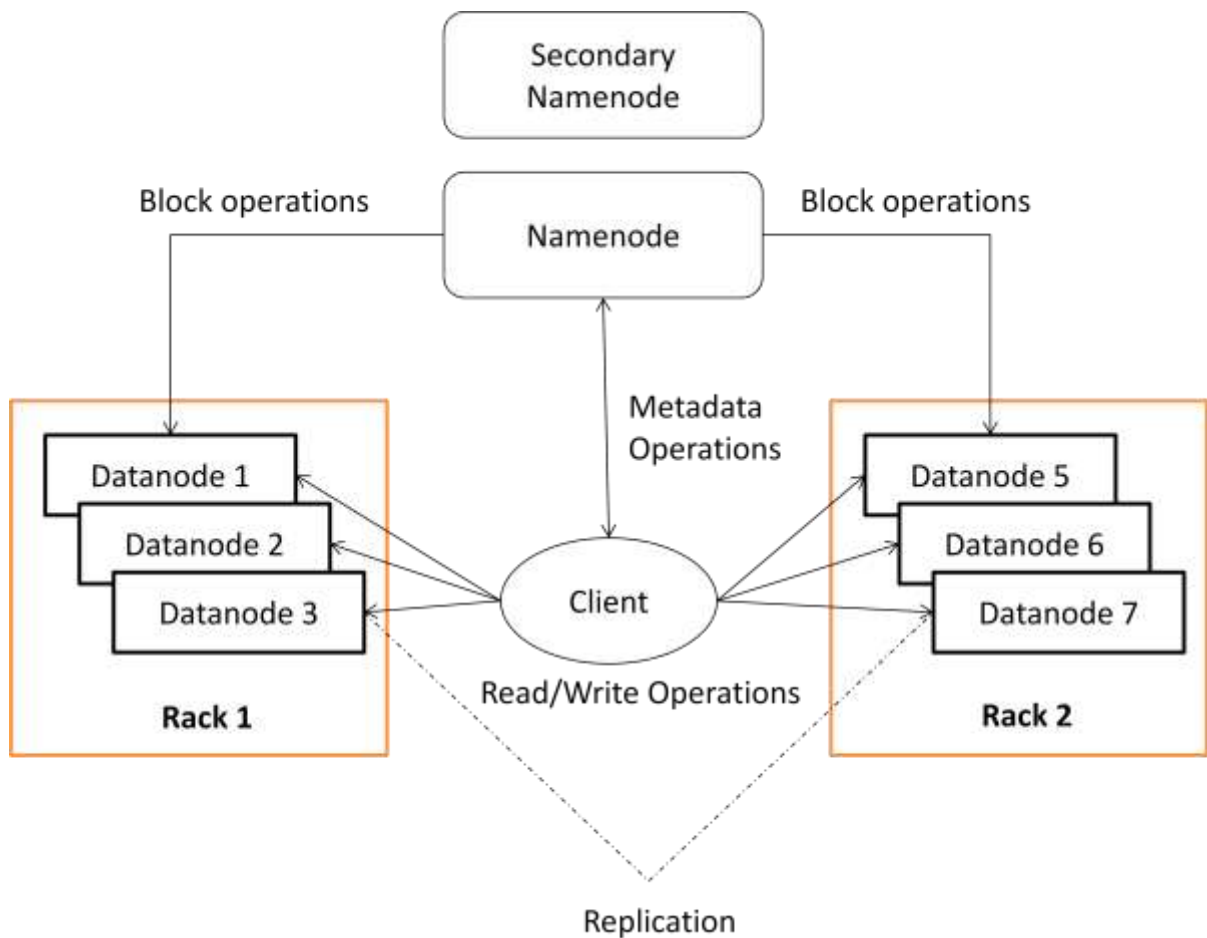 Secondary
Namenode
Block operations
Namenode
Block operations
Metadata
Operations
Datanode 1
Datanode 2
Datanode 3
Rack 1
Client
Read/Write Operations
Datanode 5
Datanode 6
Datanode 7
Rack 2
Replication